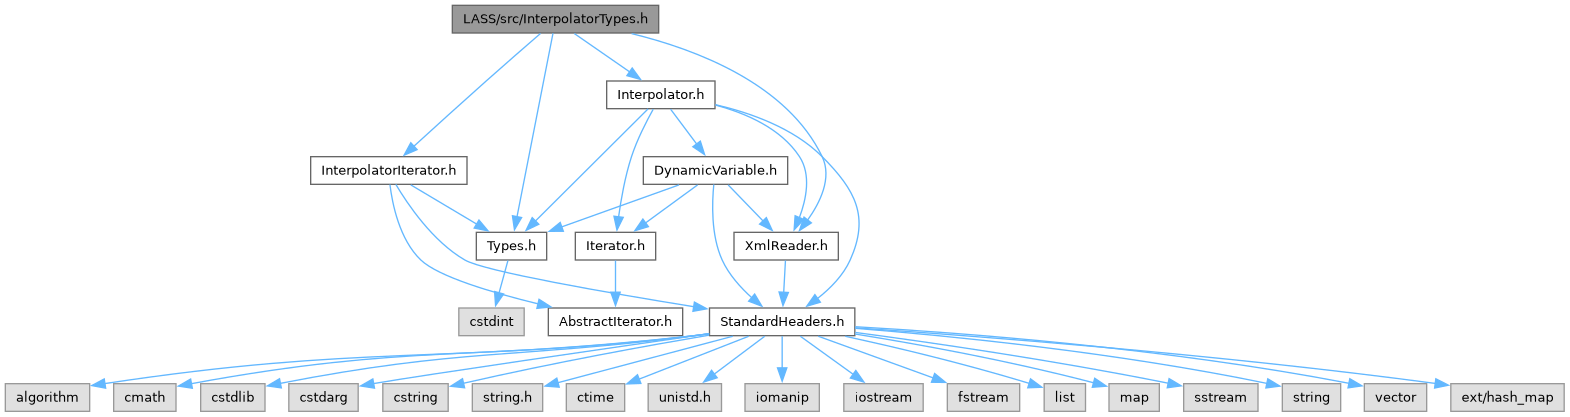 LASS/src/InterpolatorTypes.h
Interpolator.h
InterpolatorIterator.h
DynamicVariable.h
Types.h
Iterator.h
XmlReader.h
cstdint
AbstractIterator.h
StandardHeaders.h
algorithm
cmath
cstdlib
cstdarg
cstring
string.h
ctime
unistd.h
iomanip
iostream
fstream
list
map
sstream
string
vector
ext/hash_map